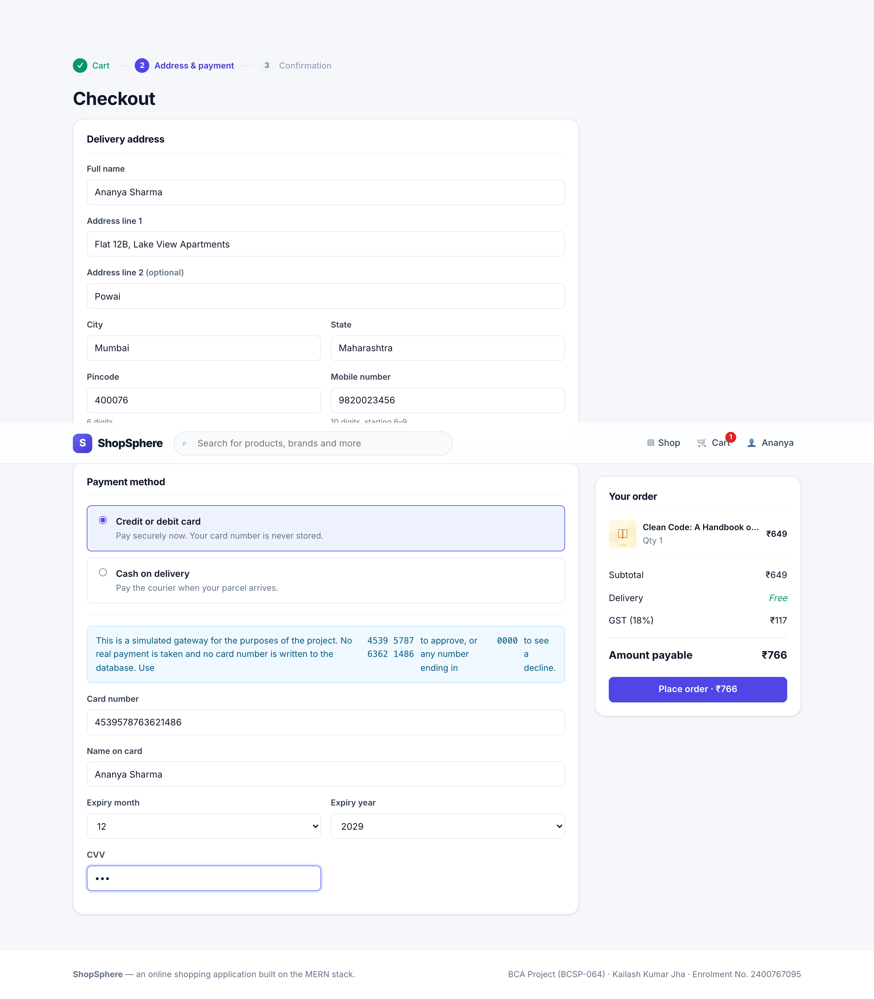 Cart
2
Address & payment
3
Confirmation
Checkout
Delivery address
Full name
Ananya Sharma
Address line 1
Flat 12B, Lake View Apartments
Address line 2 (optional)
Powai
City
State
Mumbai
Maharashtra
Pincode
Mobile number
400076
9820023456
6 digits
10 digits, starting 6–9
S
ShopSphere
Search for products, brands and more
Shop
Cart
1
Ananya
Payment method
Credit or debit card
Pay securely now. Your card number is never stored.
Cash on delivery
Pay the courier when your parcel arrives.
This is a simulated gateway for the purposes of the project. No
real payment is taken and no card number is written to the
database. Use
4539 5787
6362 1486
to approve, or
any number
ending in
0000
to see
a
decline.
Card number
4539578763621486
Name on card
Ananya Sharma
Expiry month
Expiry year
12
2029
CVV
•••
Your order
Clean Code: A Handbook o...
₹649
Qty 1
Subtotal
₹649
Delivery
Free
GST (18%)
₹117
Amount payable
₹766
Place order · ₹766
ShopSphere — an online shopping application built on the MERN stack.
BCA Project (BCSP-064) · Kailash Kumar Jha · Enrolment No. 2400767095